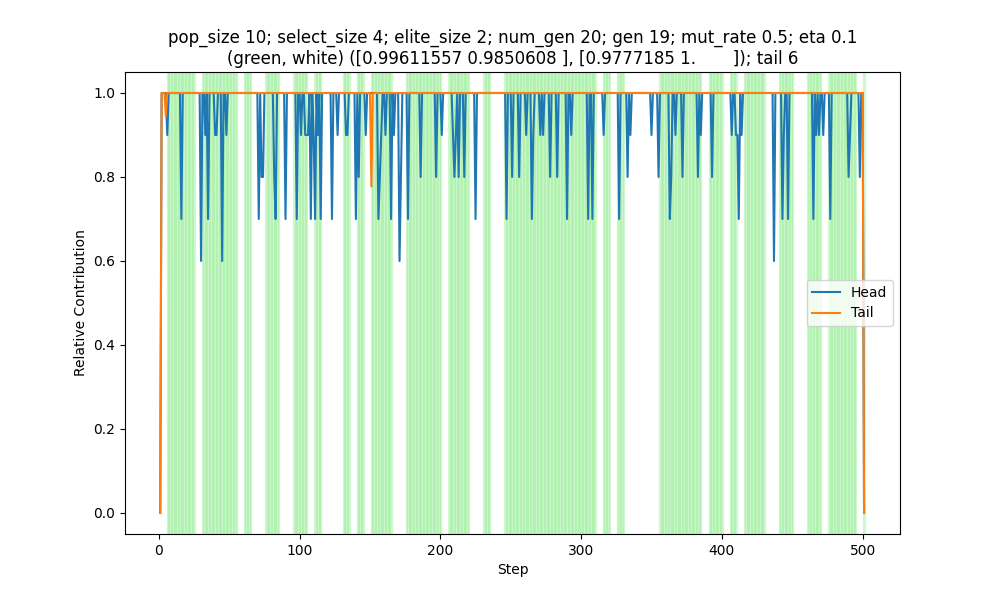 pop_size 10; select_size 4; elite_size 2; num_gen 20; gen 19; mut_rate 0.5; eta 0.1
(green, white) ([0.99611557 0.9850608 ], [0.9777185 1.        ]); tail 6
1.0
0.8
0.6
0.4
0.2
0.0
Relative Contribution
Head
Tail
0 100 200 300 400 500
Step